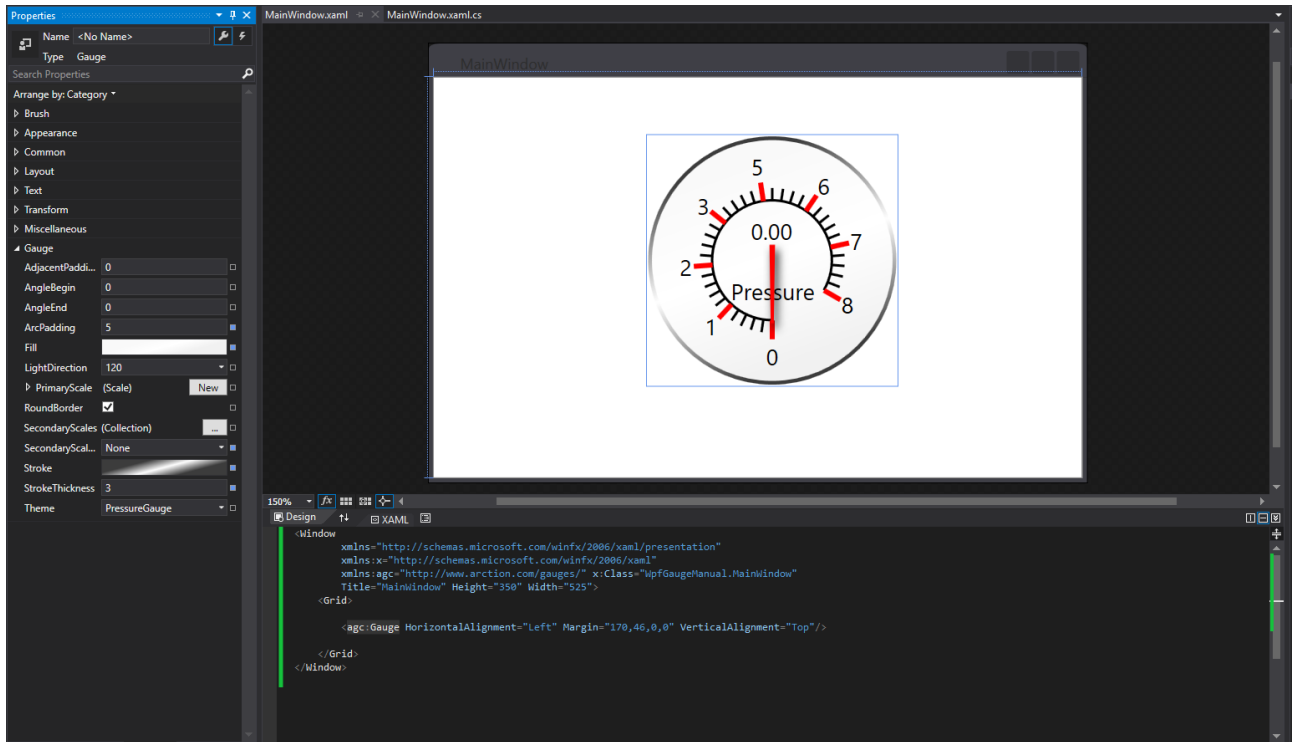 Properties
Name <No Name>
Type Gauge
Search Properties
Arrange by: Category
Brush
Appearance
Common
Layout
Text
Transform
Miscellaneous
Gauge
AdjacentPaddi... 0
AngleBegin 0
AngleEnd 0
ArcPadding 5
Fill
LightDirection 120
PrimaryScale (Scale) New
RoundBorder
SecondaryScales (Collection) ...
SecondaryScal... None
Stroke
StrokeThickness 3
Theme PressureGauge
MainWindow.xaml MainWindow.xaml.cs
MainWindow
5
6
3
0.00
7
2
Pressure
8
1
0
150% fx
Design XAML
<Window
xmlns="http://schemas.microsoft.com/winfx/2006/xaml/presentation"
xmlns:x="http://schemas.microsoft.com/winfx/2006/xaml"
xmlns:agc="http://www.arction.com/gauges/" x:Class="WpfGaugeManual.MainWindow"
Title="MainWindow" Height="350" Width="525">
<Grid>
<agc:Gauge HorizontalAlignment="Left" Margin="170,46,0,0" VerticalAlignment="Top"/>
</Grid>
</Window>